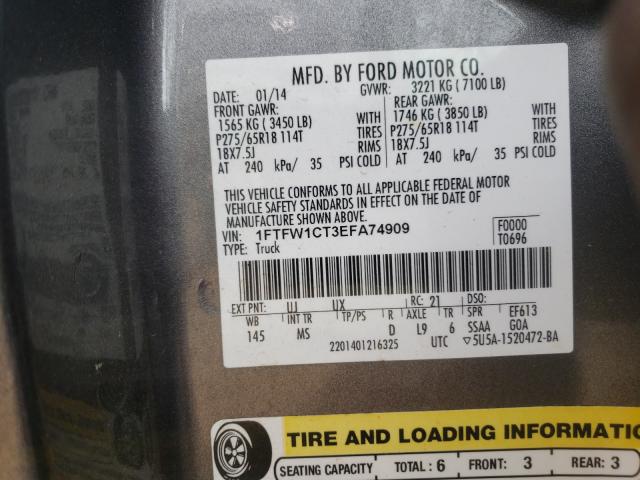 MFD. BY FORD MOTOR CO.
DATE: 01/14 GVWR: 3221 KG ( 7100 LB)
FRONT GAWR: REAR GAWR:
1565 KG ( 3450 LB) WITH 1746 KG ( 3850 LB) WITH
P275/65R18 114T TIRES P275/65R18 114T TIRES
18X7.5J RIMS 18X7.5J RIMS
AT 240 kPa/ 35 PSI COLD AT 240 kPa/ 35 PSI COLD
THIS VEHICLE CONFORMS TO ALL APPLICABLE FEDERAL MOTOR
VEHICLE SAFETY STANDARDS IN EFFECT ON THE DATE OF
MANUFACTURE SHOWN ABOVE.
VIN: 1FTFW1CT3EFA74909 F0000
TYPE: Truck T0696
EXT PNT: UJ UX RC: 21 DSO:
WB INT TR TP/PS R AXLE TR SPR EF613
145 MS D L9 6 SSAA GOA
2201401216325 UTC ▽5U5A-1520472-BA
TIRE AND LOADING INFORMATIO
SEATING CAPACITY TOTAL : 6 FRONT: 3 REAR: 3